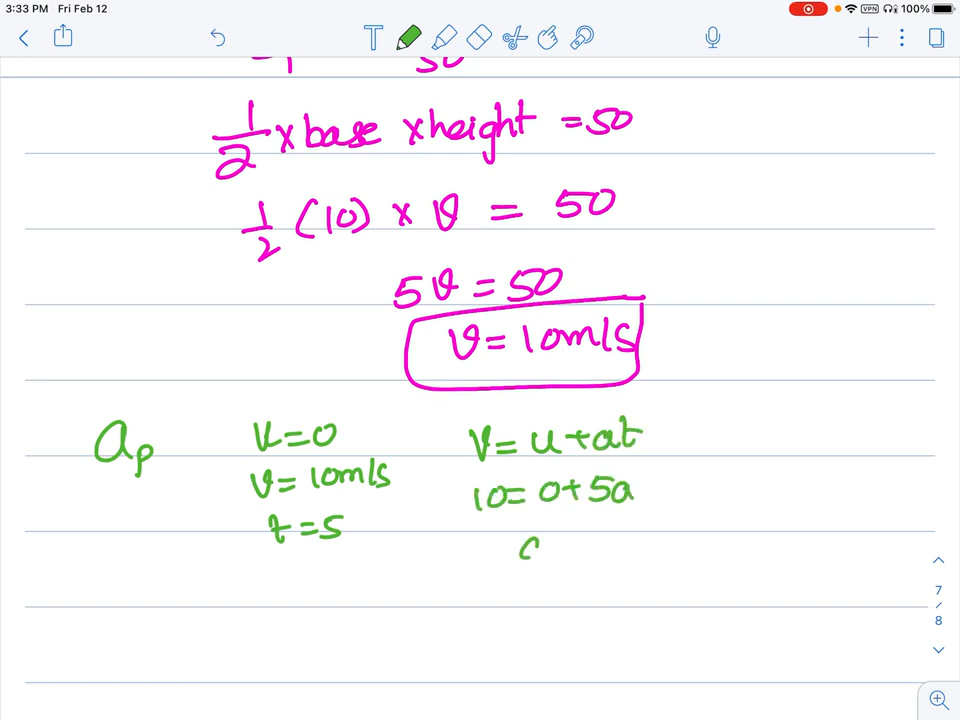 3:33 PM Fri Feb 12
VPN 100%
T
1/2 × base × height = 50
1/2 (10) × v = 50
5v = 50
v = 10m/s
ap
u = 0
v = 10m/s
t = 5
v = u + at
10 = 0 + 5a
7
/
8